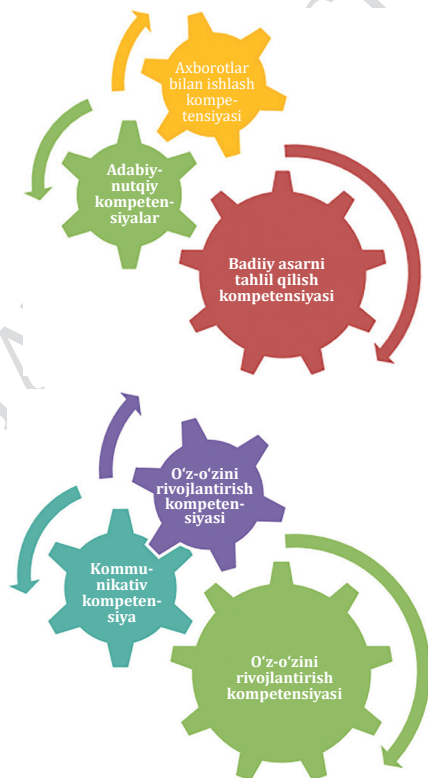 Axborotlar
bilan ishlash
kompe-
tensiyasi
Adabiy-
nutqiy
kompeten-
siyalar
Badiiy asarni
tahlil qilish
kompetensiyasi
O‘z-o‘zini
rivojlantirish
kompeten-
siyasi
Kommu-
nikativ
kompeten-
siya
O‘z-o‘zini
rivojlantirish
kompetensiyasi